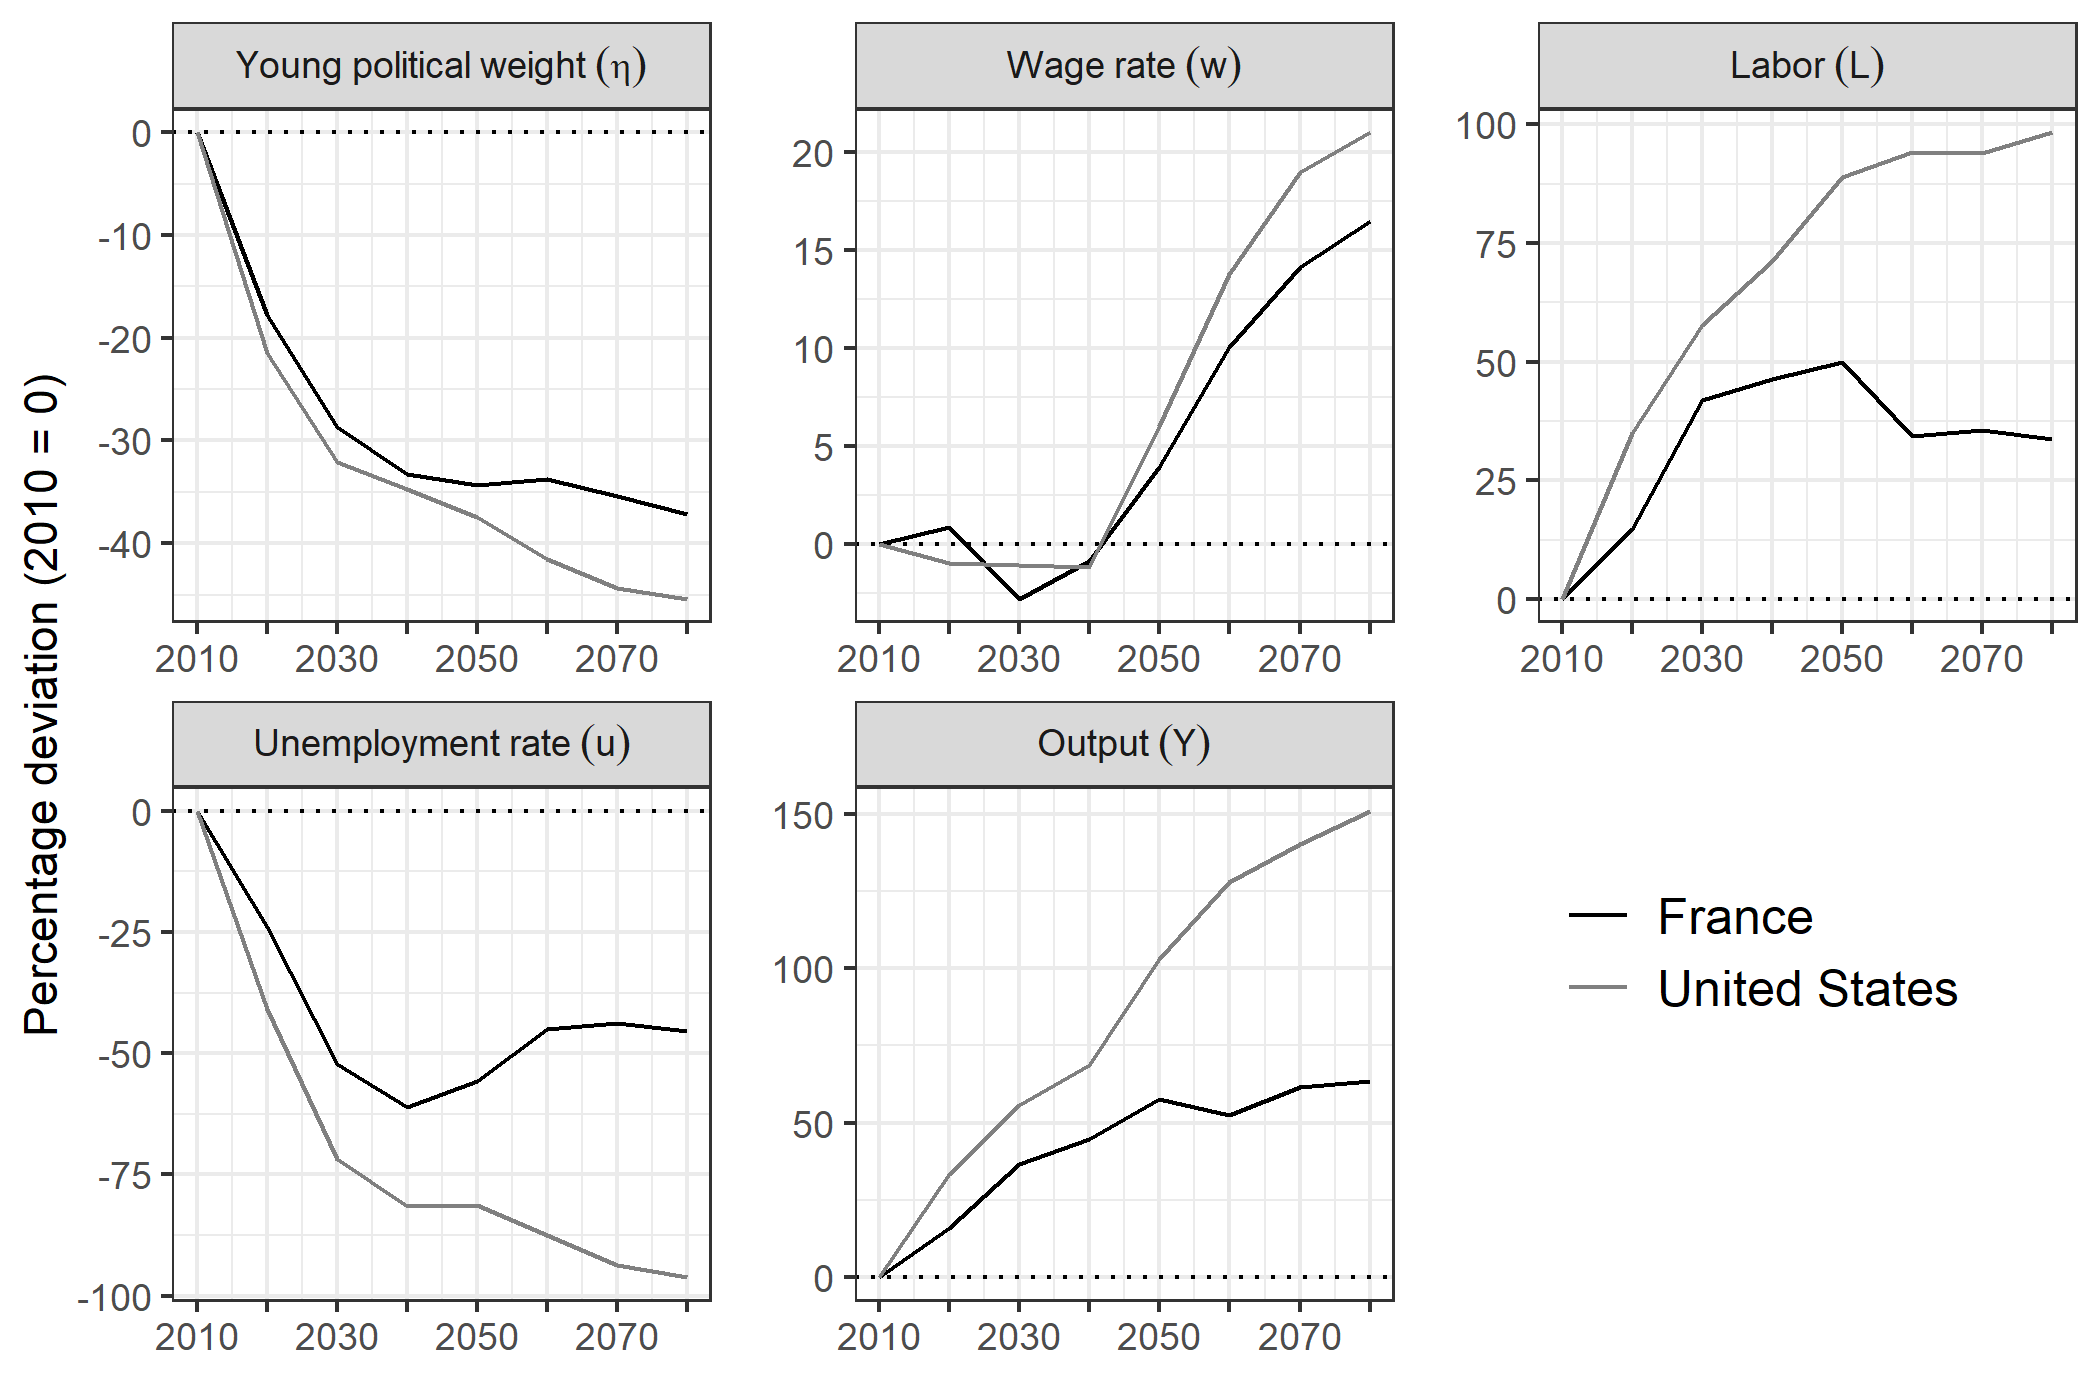 Percentage deviation (2010 = 0)
Young political weight (η)
0
-10
-20
-30
-40
2010 2030 2050 2070
Wage rate (w)
20
15
10
5
0
2010 2030 2050 2070
Labor (L)
100
75
50
25
0
2010 2030 2050 2070
Unemployment rate (u)
0
-25
-50
-75
-100
2010 2030 2050 2070
Output (Y)
150
100
50
0
2010 2030 2050 2070
France
United States